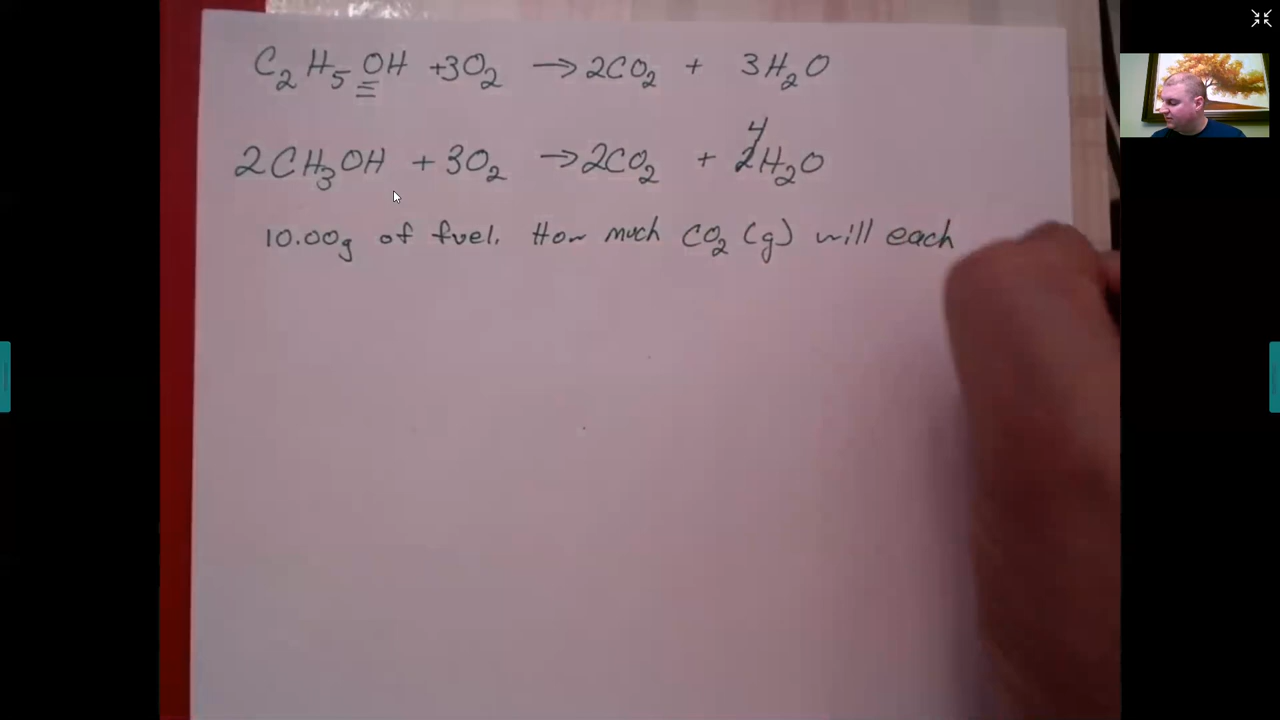 C₂H₅OH +3O₂ → 2CO₂ + 3H₂O
4
2CH₃OH + 3O₂ → 2CO₂ + 2H₂O
10.00g of fuel. How much CO₂ (g) will each